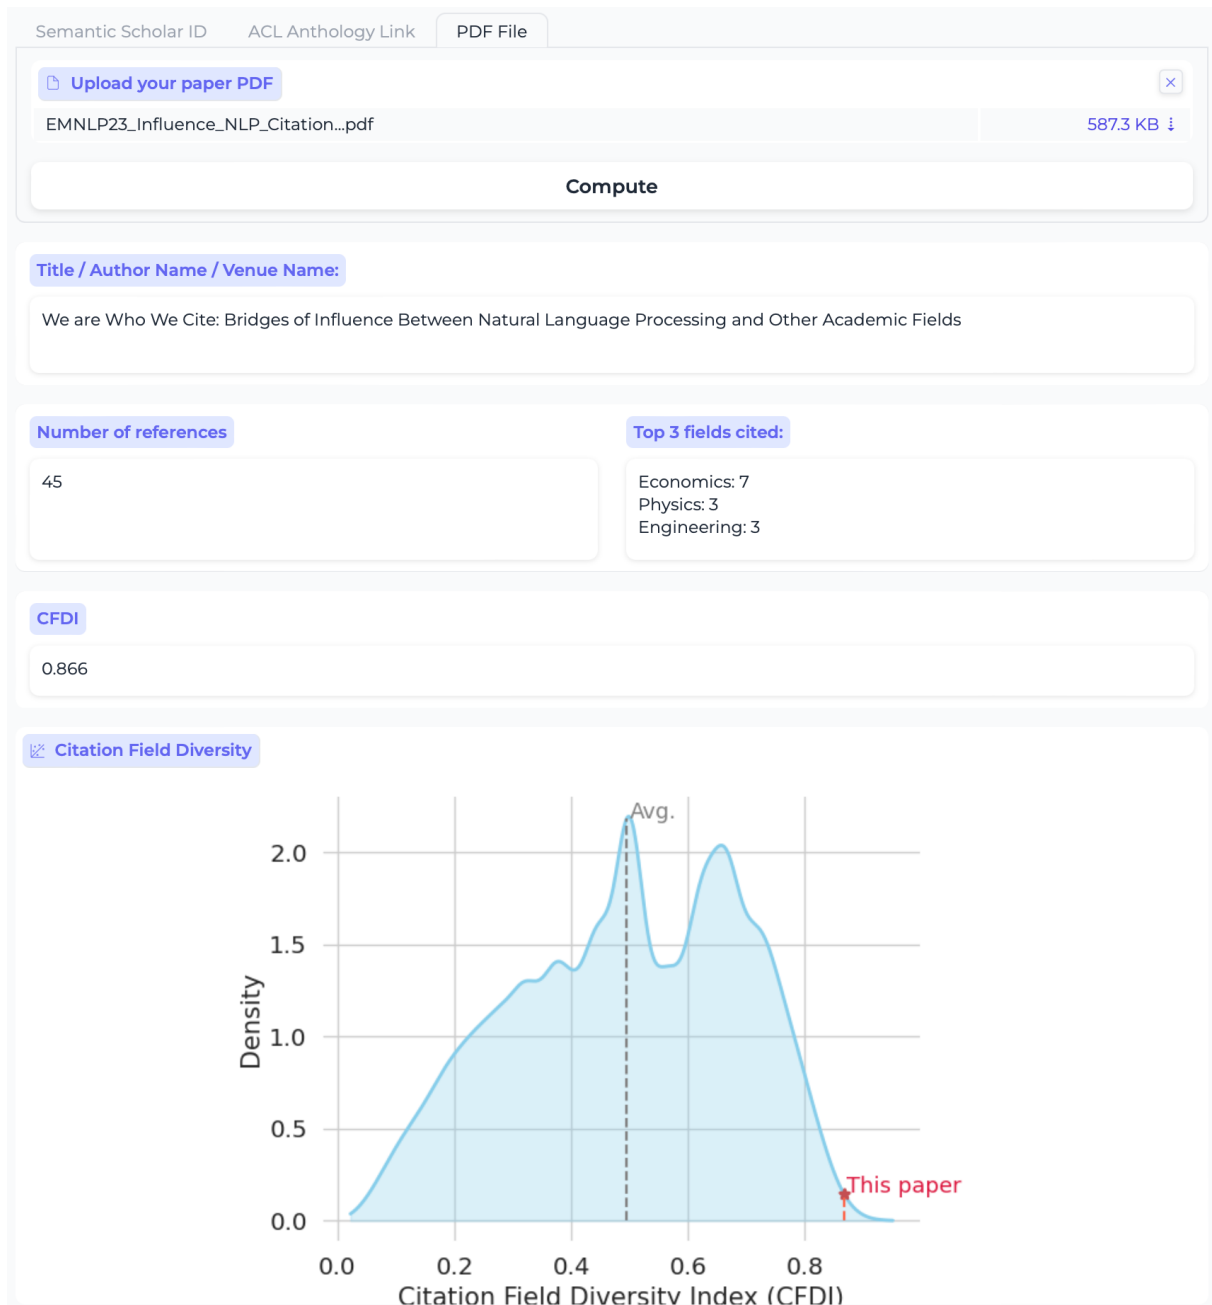 Semantic Scholar ID ACL Anthology Link PDF File
Upload your paper PDF
EMNLP23_Influence_NLP_Citation...pdf 587.3 KB ↓
Compute
Title / Author Name / Venue Name:
We are Who We Cite: Bridges of Influence Between Natural Language Processing and Other Academic Fields
Number of references Top 3 fields cited:
45
Economics: 7
Physics: 3
Engineering: 3
CFDI
0.866
Citation Field Diversity
Avg.
2.0
1.5
1.0
0.5
0.0
Density
This paper
0.0 0.2 0.4 0.6 0.8
Citation Field Diversity Index (CFDI)